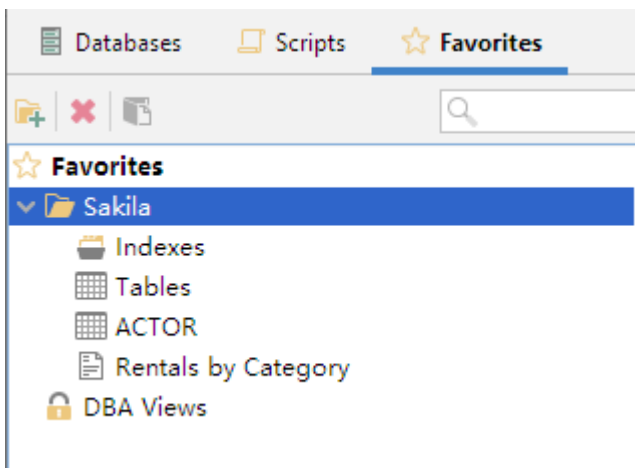 Databases Scripts Favorites
Favorites
Sakila
Indexes
Tables
ACTOR
Rentals by Category
DBA Views